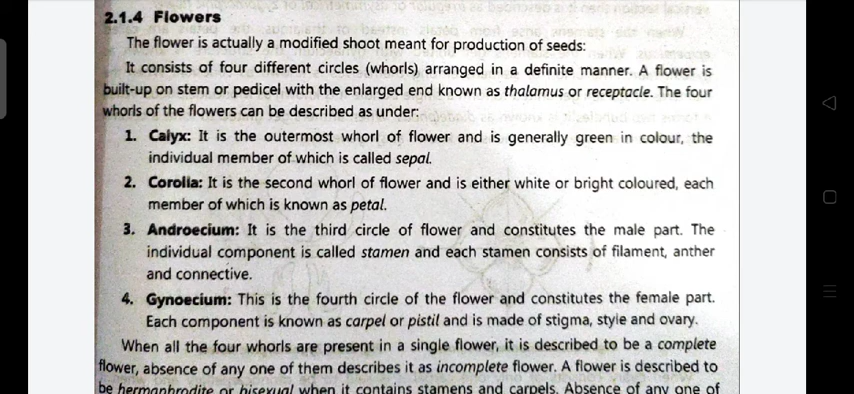 2.1.4 Flowers
The flower is actually a modified shoot meant for production of seeds:
It consists of four different circles (whorls) arranged in a definite manner. A flower is
built-up on stem or pedicel with the enlarged end known as thalamus or receptacle. The four
whorls of the flowers can be described as under:
1. Calyx: It is the outermost whorl of flower and is generally green in colour, the
individual member of which is called sepal.
2. Corolla: It is the second whorl of flower and is either white or bright coloured, each
member of which is known as petal.
3. Androecium: It is the third circle of flower and constitutes the male part. The
individual component is called stamen and each stamen consists of filament, anther
and connective.
4. Gynoecium: This is the fourth circle of the flower and constitutes the female part.
Each component is known as carpel or pistil and is made of stigma, style and ovary.
When all the four whorls are present in a single flower, it is described to be a complete
flower, absence of any one of them describes it as incomplete flower. A flower is described to
be hermaphrodite or bisexual when it contains stamens and carpels. Absence of any one of